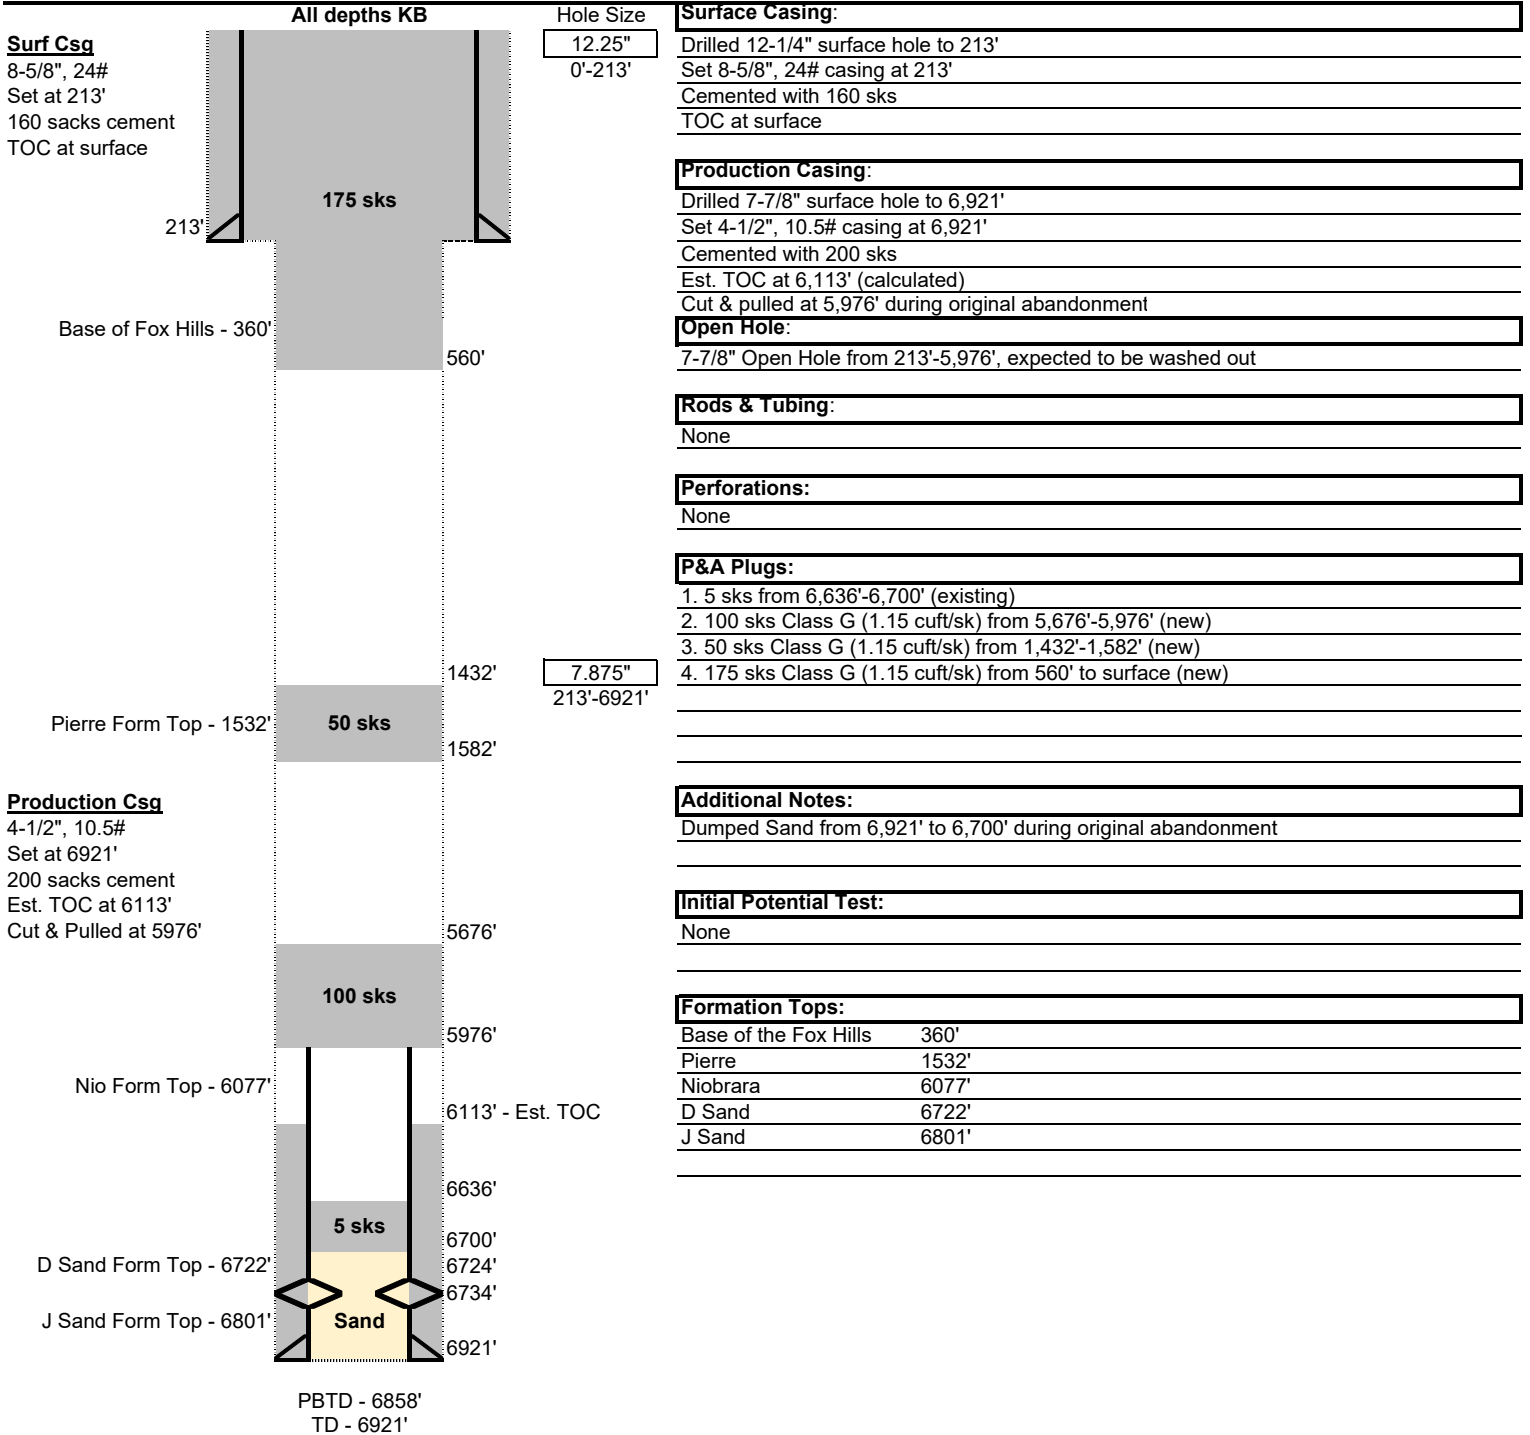 All depths KB
Hole Size
Surf Csg
8-5/8", 24#
Set at 213'
160 sacks cement
TOC at surface
12.25"
0'-213'
175 sks
213'
Base of Fox Hills - 360'
560'
1432'
7.875"
213'-6921'
Pierre Form Top - 1532'
50 sks
1582'
Production Csg
4-1/2", 10.5#
Set at 6921'
200 sacks cement
Est. TOC at 6113'
Cut & Pulled at 5976'
5676'
100 sks
5976'
Nio Form Top - 6077'
6113' - Est. TOC
6636'
5 sks
6700'
D Sand Form Top - 6722'
6724'
6734'
J Sand Form Top - 6801'
Sand
6921'
PBTD - 6858'
TD - 6921'
Surface Casing:
Drilled 12-1/4" surface hole to 213'
Set 8-5/8", 24# casing at 213'
Cemented with 160 sks
TOC at surface
Production Casing:
Drilled 7-7/8" surface hole to 6,921'
Set 4-1/2", 10.5# casing at 6,921'
Cemented with 200 sks
Est. TOC at 6,113' (calculated)
Cut & pulled at 5,976' during original abandonment
Open Hole:
7-7/8" Open Hole from 213'-5,976', expected to be washed out
Rods & Tubing:
None
Perforations:
None
P&A Plugs:
1. 5 sks from 6,636'-6,700' (existing)
2. 100 sks Class G (1.15 cuft/sk) from 5,676'-5,976' (new)
3. 50 sks Class G (1.15 cuft/sk) from 1,432'-1,582' (new)
4. 175 sks Class G (1.15 cuft/sk) from 560' to surface (new)
Additional Notes:
Dumped Sand from 6,921' to 6,700' during original abandonment
Initial Potential Test:
None
Formation Tops:
Base of the Fox Hills 360'
Pierre 1532'
Niobrara 6077'
D Sand 6722'
J Sand 6801'